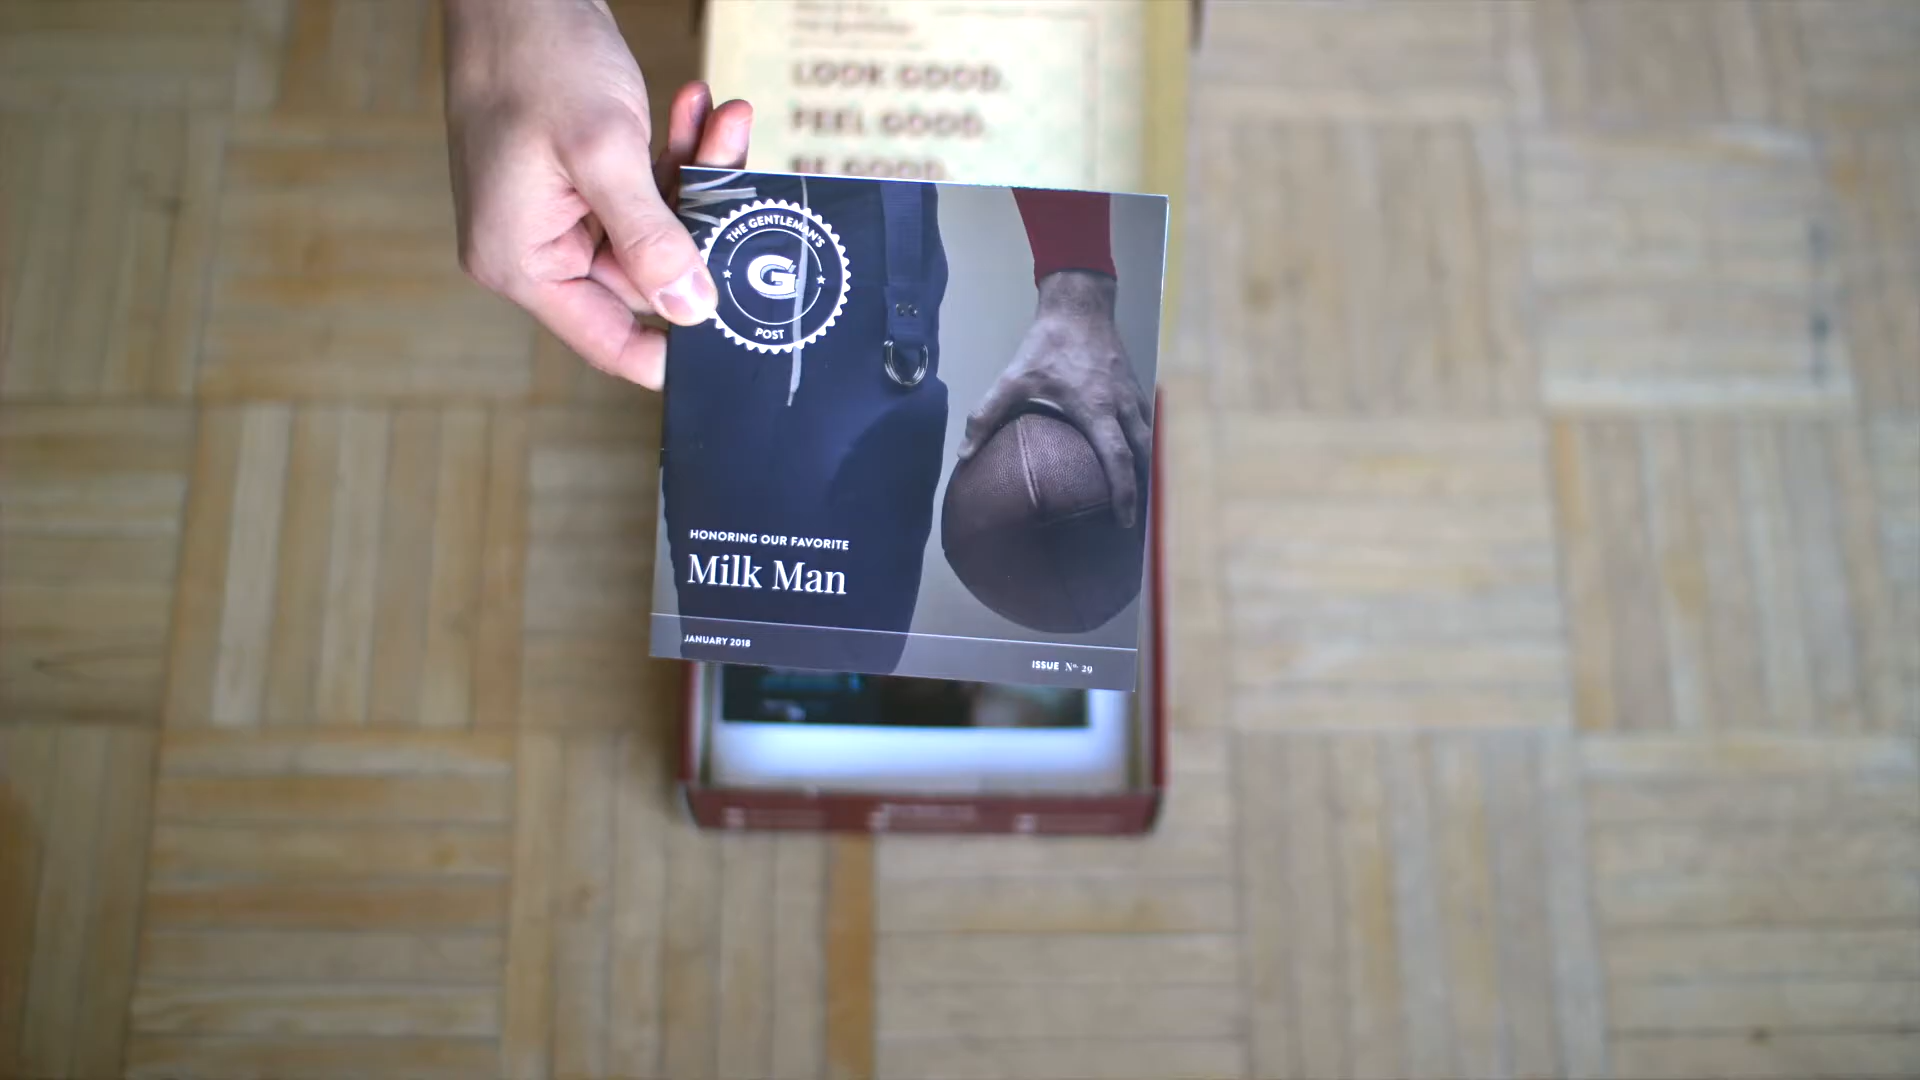 LOOK GOOD.
FEEL GOOD.
BE GOOD.
THE GENTLEMAN'S
G
POST
HONORING OUR FAVORITE
Milk Man
JANUARY 2018
ISSUE No. 29